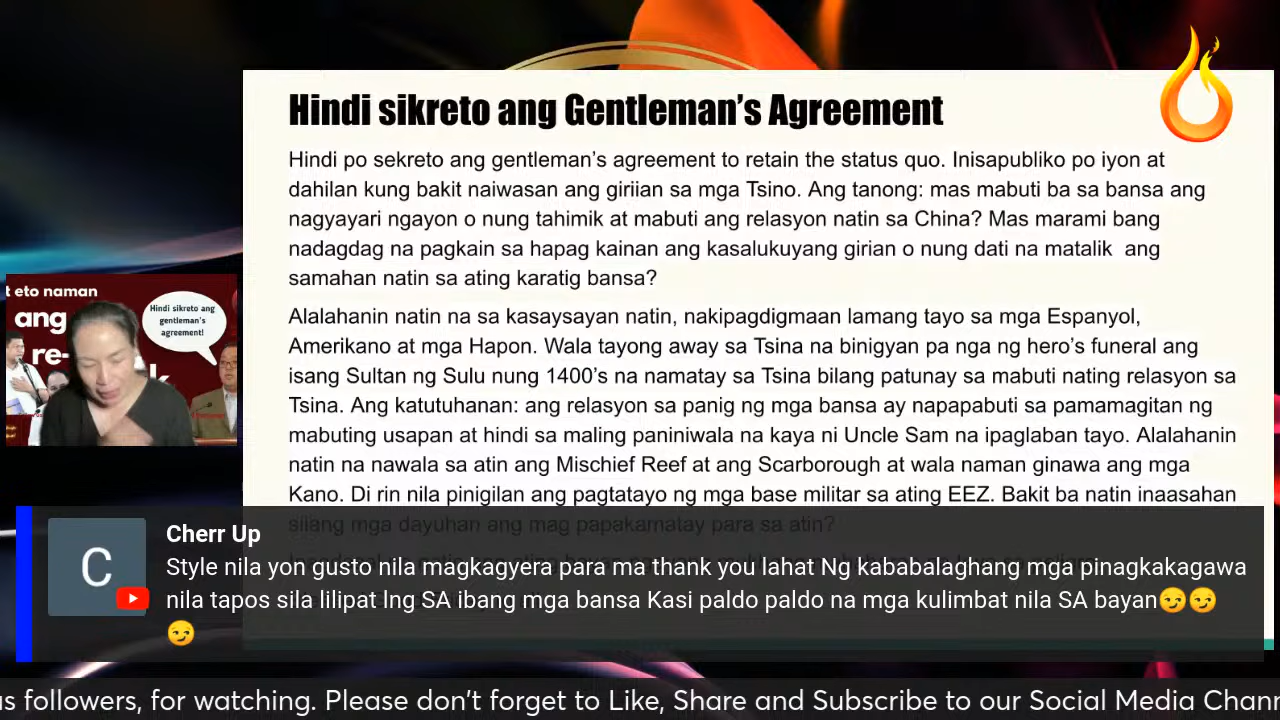 Hindi sikreto ang Gentleman's Agreement
Hindi po sekreto ang gentleman's agreement to retain the status quo. Inisapubliko po iyon at
dahilan kung bakit naiwasan ang giriian sa mga Tsino. Ang tanong: mas mabuti ba sa bansa ang
nagyayari ngayon o nung tahimik at mabuti ang relasyon natin sa China? Mas marami bang
nadagdag na pagkain sa hapag kainan ang kasalukuyang girian o nung dati na matalik ang
samahan natin sa ating karatig bansa?
Alalahanin natin na sa kasaysayan natin, nakipagdigmaan lamang tayo sa mga Espanyol,
Amerikano at mga Hapon. Wala tayong away sa Tsina na binigyan pa nga ng hero's funeral ang
isang Sultan ng Sulu nung 1400's na namatay sa Tsina bilang patunay sa mabuti nating relasyon sa
Tsina. Ang katutuhanan: ang relasyon sa panig ng mga bansa ay napapabuti sa pamamagitan ng
mabuting usapan at hindi sa maling paniniwala na kaya ni Uncle Sam na ipaglaban tayo. Alalahanin
natin na nawala sa atin ang Mischief Reef at ang Scarborough at wala naman ginawa ang mga
Kano. Di rin nila pinigilan ang pagtatayo ng mga base militar sa ating EEZ. Bakit ba natin inaasahan
silang mga dayuhan ang mag papakamatay para sa atin?
t eto naman
ang
re-
k
Hindi sikreto ang
gentleman's
agreement!
C
Cherr Up
Style nila yon gusto nila magkagyera para ma thank you lahat Ng kababalaghang mga pinagkakagawa
nila tapos sila lilipat Ing SA ibang mga bansa Kasi paldo paldo na mga kulimbat nila SA bayan😏😏
😏
as followers, for watching. Please don't forget to Like, Share and Subscribe to our Social Media Chann